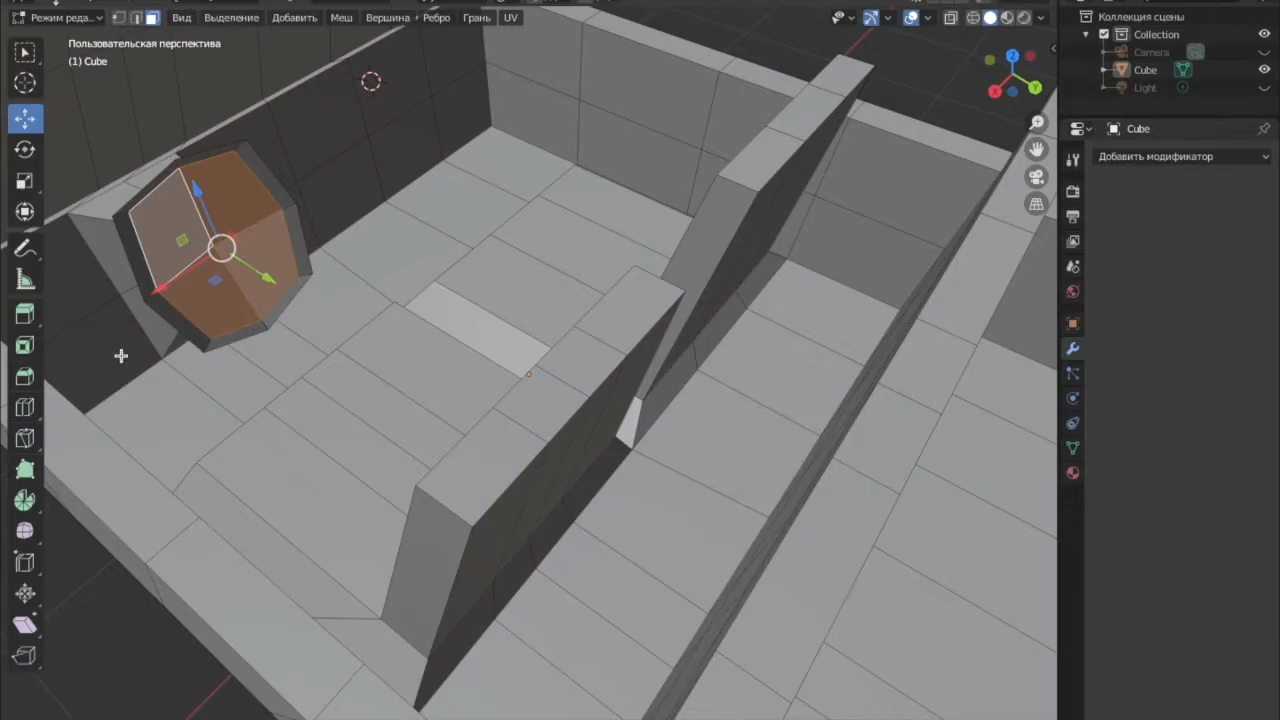 Режим реда...
Вид
Выделение
Добавить
Меш
Вершина
Ребро
Грань
UV
Пользовательская перспектива
(1) Cube
Z
Y
X
Коллекция сцены
Collection
Camera
Cube
Light
Cube
Добавить модификатор